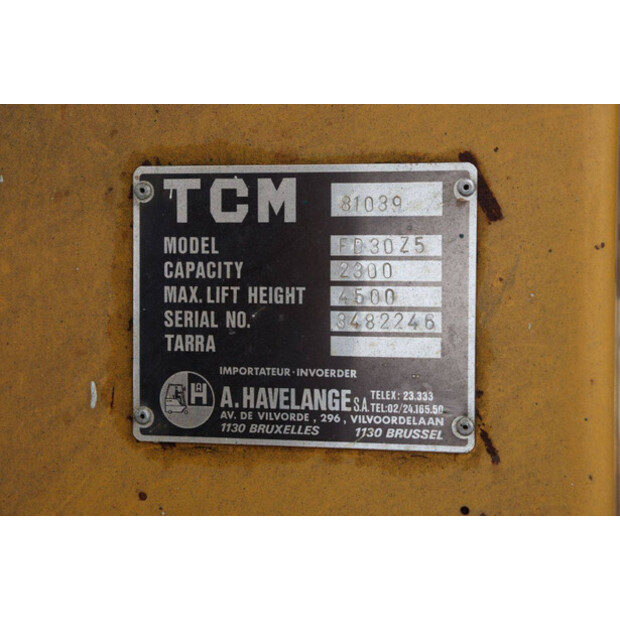 TCM 81039
MODEL FD30Z5
CAPACITY 2300
MAX. LIFT HEIGHT 4500
SERIAL NO. 3482246
TARRA
IMPORTATEUR-INVOERDER
H A. HAVELANGE S.A. TELEX: 23.333
TEL:02/24.165.50
AV. DE VILVORDE, 296, VILVOORDELAAN
1130 BRUXELLES 1130 BRUSSEL